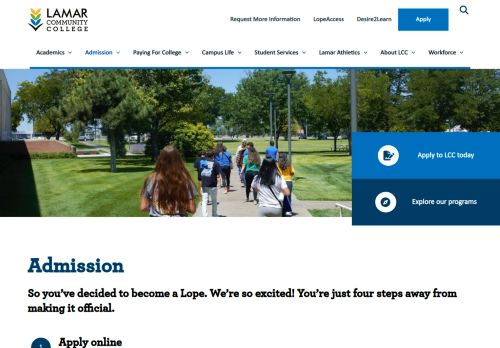 LAMAR
COMMUNITY
COLLEGE
Request More Information LopeAccess Desire2Learn Apply
Academics Admission Paying For College Campus Life Student Services Lamar Athletics About LCC Workforce
Apply to LCC today
Explore our programs
Admission
So you've decided to become a Lope. We're so excited! You're just four steps away from
making it official.
1 Apply online